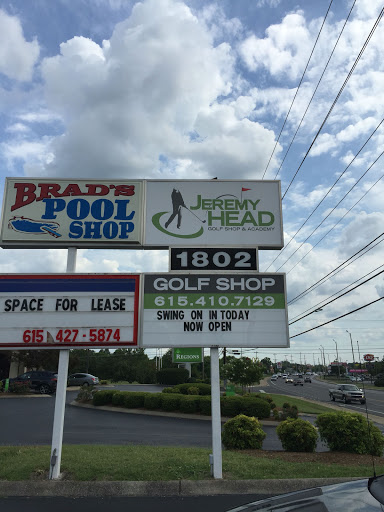 BRAD'S
POOL
SHOP
JEREMY
HEAD
GOLF SHOP & ACADEMY
1802
SPACE FOR LEASE
615 427-5874
GOLF SHOP
615.410.7129
SWING ON IN TODAY
NOW OPEN
REGIONS